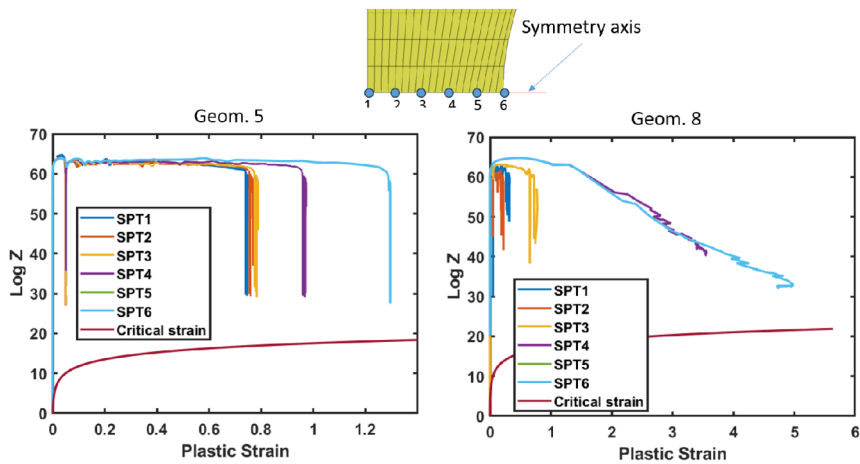 Symmetry axis
1 2 3 4 5 6
Geom. 5
70
60
50
40
30
20
10
0
Log Z
SPT1
SPT2
SPT3
SPT4
SPT5
SPT6
Critical strain
0 0.2 0.4 0.6 0.8 1 1.2
Plastic Strain
Geom. 8
70
60
50
40
30
20
10
0
Log Z
SPT1
SPT2
SPT3
SPT4
SPT5
SPT6
Critical strain
0 1 2 3 4 5 6
Plastic Strain